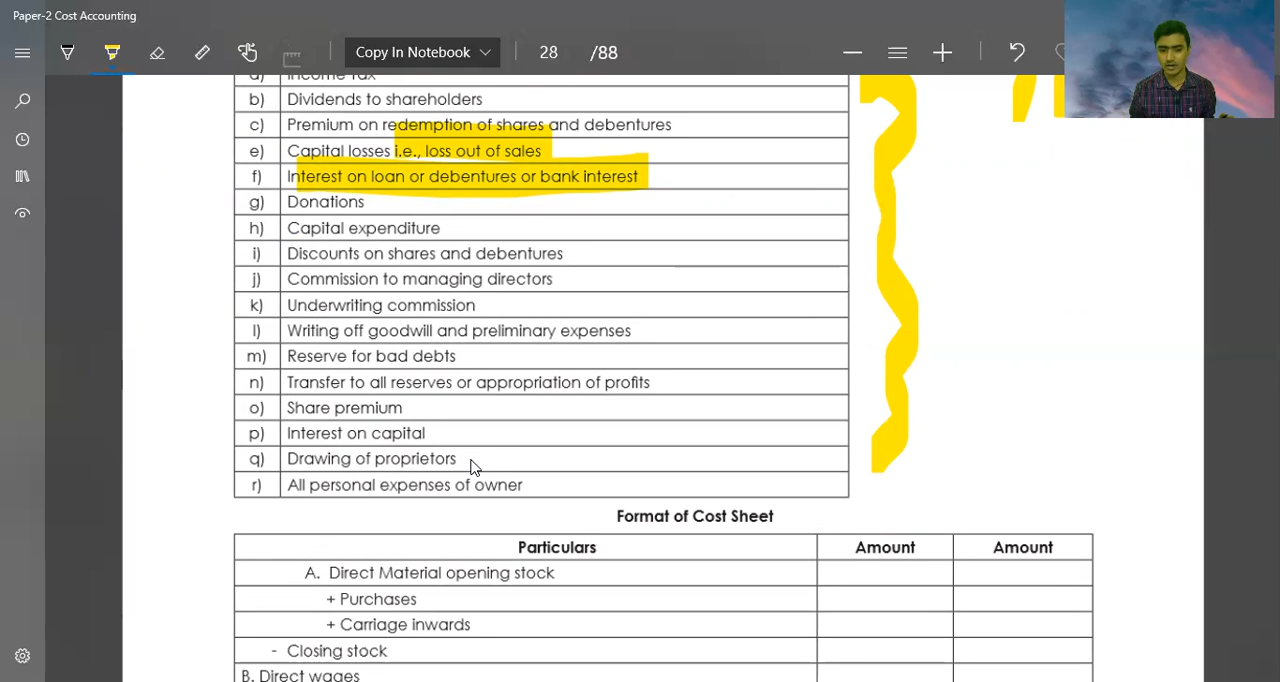 Paper-2 Cost Accounting
Copy In Notebook 28 /88
a) Income Tax
b) Dividends to shareholders
c) Premium on redemption of shares and debentures
e) Capital losses i.e., loss out of sales
f) Interest on loan or debentures or bank interest
g) Donations
h) Capital expenditure
i) Discounts on shares and debentures
j) Commission to managing directors
k) Underwriting commission
l) Writing off goodwill and preliminary expenses
m) Reserve for bad debts
n) Transfer to all reserves or appropriation of profits
o) Share premium
p) Interest on capital
q) Drawing of proprietors
r) All personal expenses of owner
Format of Cost Sheet
Particulars Amount Amount
A. Direct Material opening stock
+ Purchases
+ Carriage inwards
- Closing stock
B. Direct wages